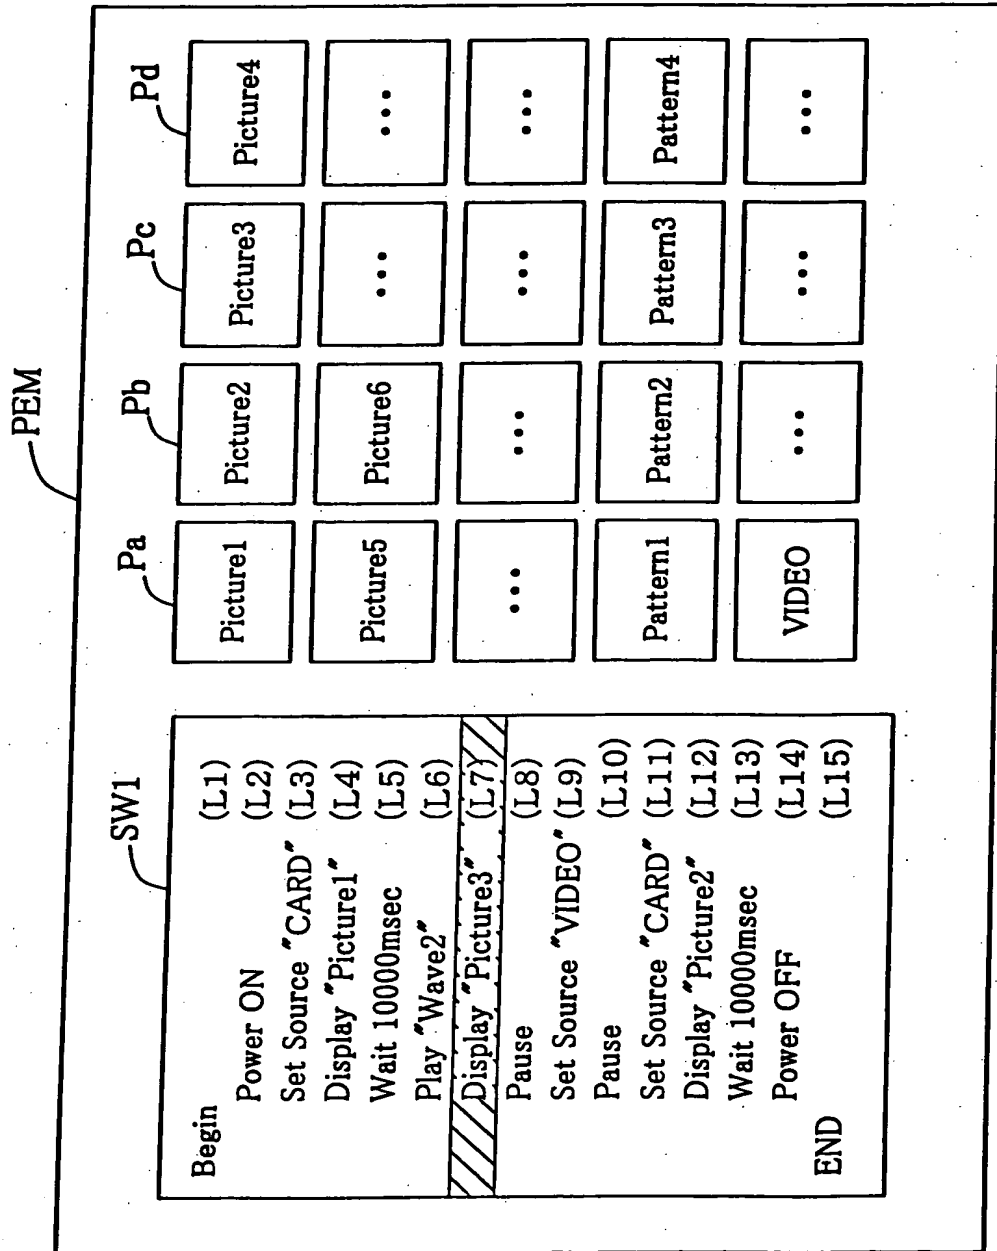 PEM
SW1
Begin (L1)
Power ON (L2)
Set Source "CARD" (L3)
Display "Picture1" (L4)
Wait 10000msec (L5)
Play "Wave2" (L6)
Display "Picture3" (L7)
Pause (L8)
Set Source "VIDEO" (L9)
Pause (L10)
Set Source "CARD" (L11)
Display "Picture2" (L12)
Wait 10000msec (L13)
Power OFF (L14)
END (L15)
Pa Pb Pc Pd
Picture1 Picture2 Picture3 Picture4
Picture5 Picture6 ••• •••
••• ••• ••• •••
Pattern1 Pattern2 Pattern3 Pattern4
VIDEO ••• ••• •••